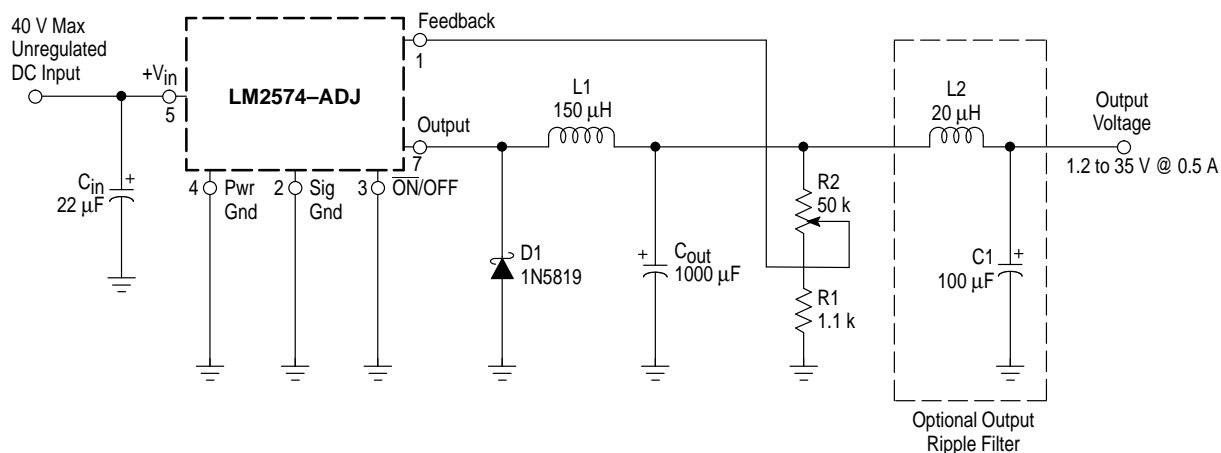 40 V Max
Unregulated
DC Input
+Vin
5
LM2574–ADJ
Feedback
1
Output
7
4 Pwr
Gnd
2 Sig
Gnd
3 ON/OFF
Cin
22 μF
+
D1
1N5819
L1
150 μH
+
Cout
1000 μF
R2
50 k
R1
1.1 k
L2
20 μH
+
C1
100 μF
Output
Voltage
1.2 to 35 V @ 0.5 A
Optional Output
Ripple Filter